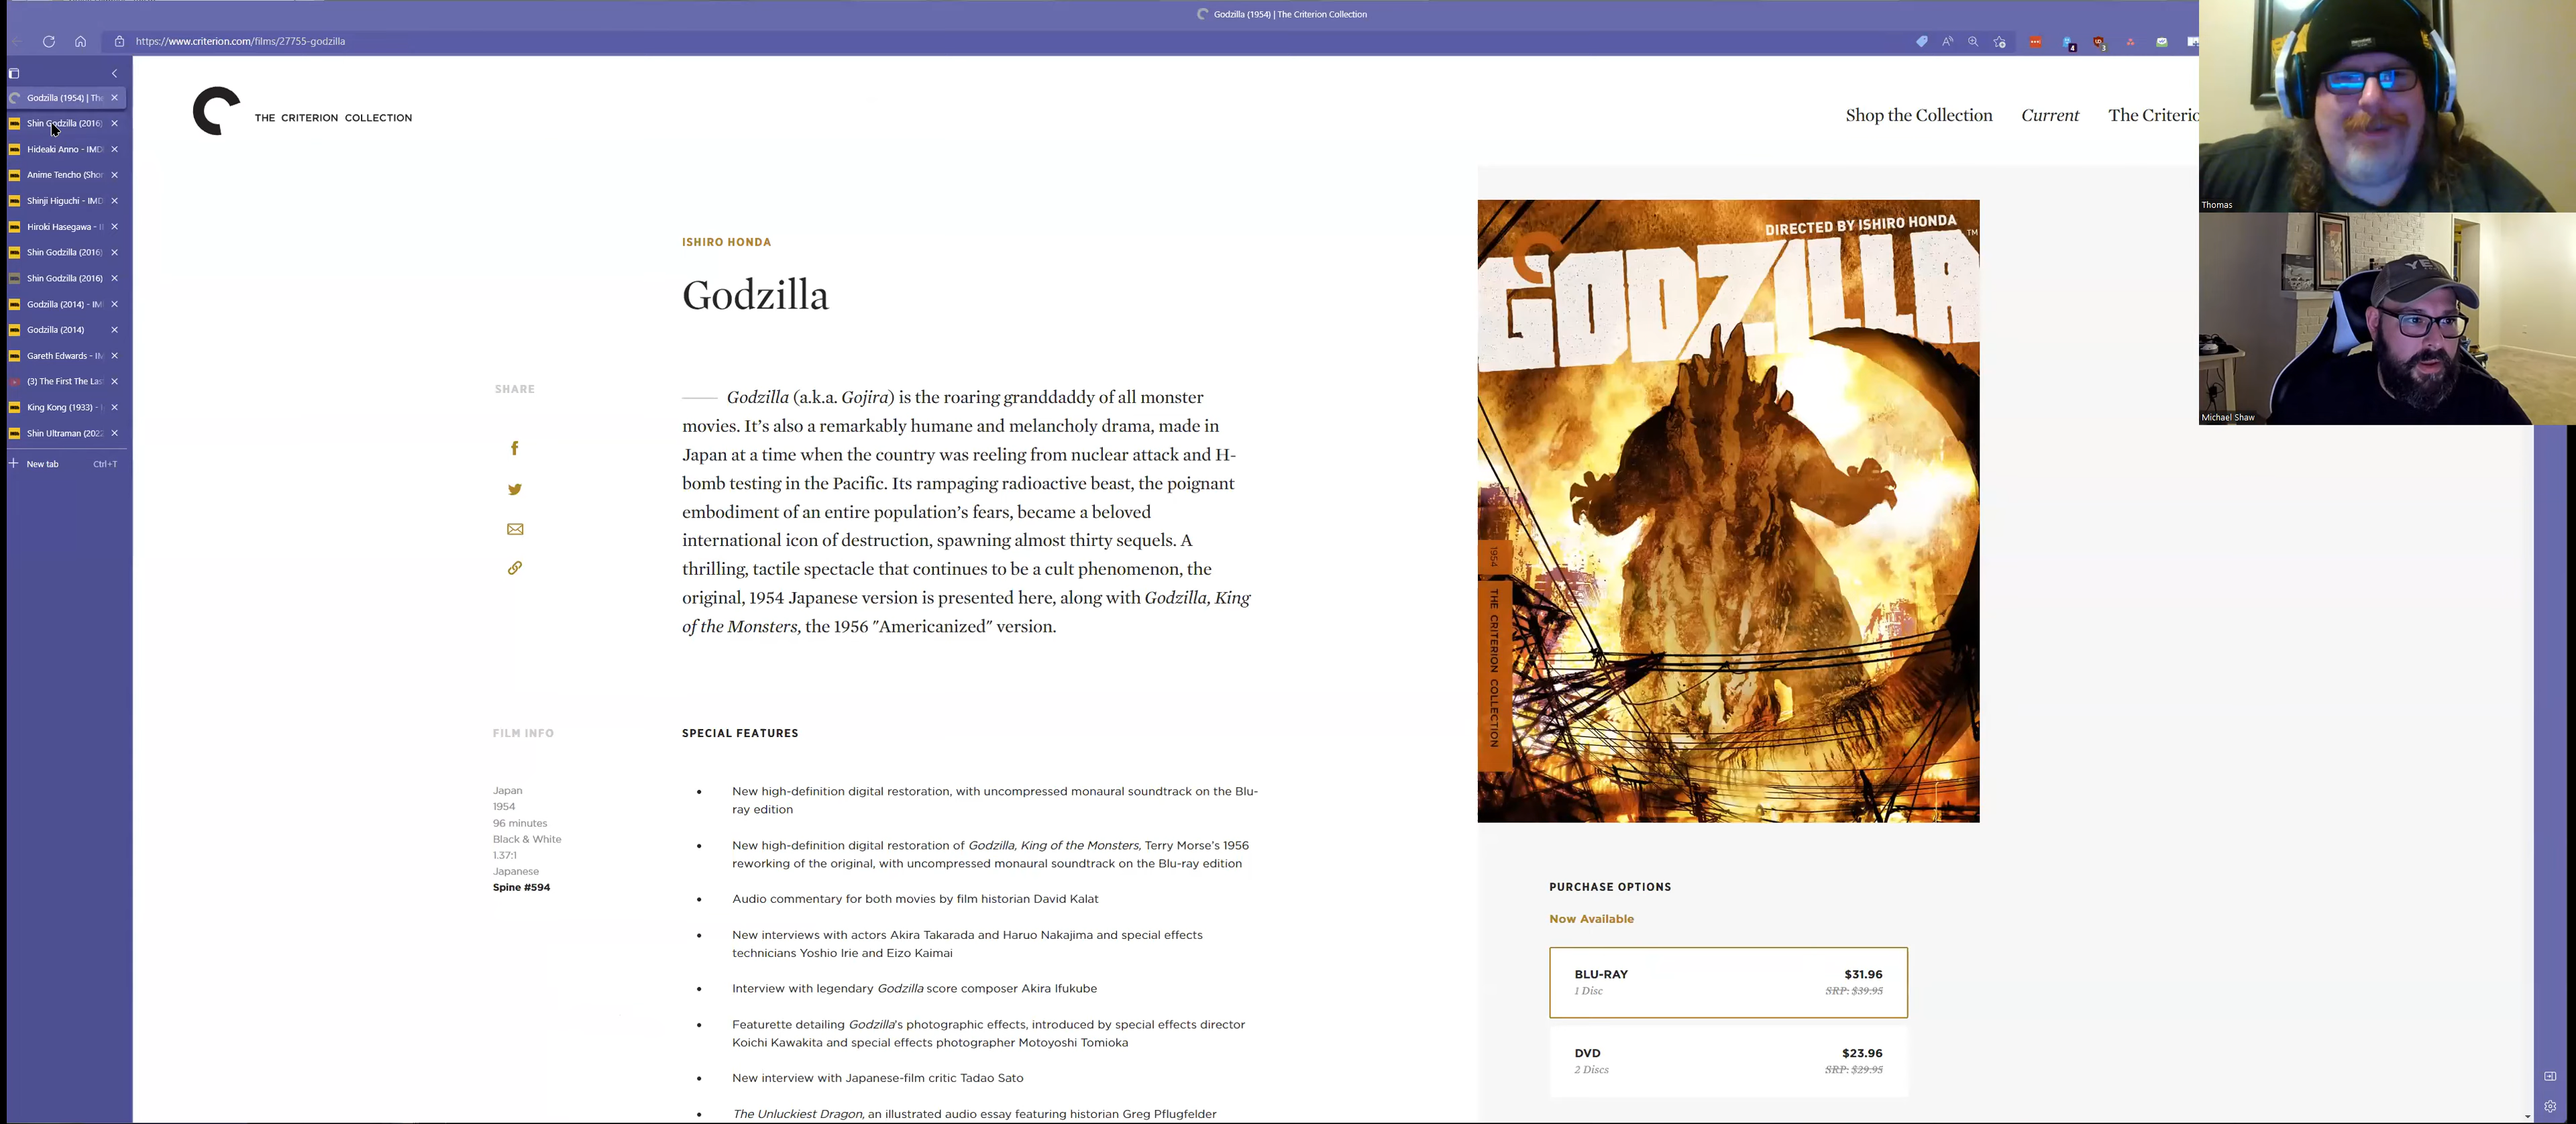 Godzilla (1954) | The Criterion Collection
https://www.criterion.com/films/27755-godzilla
Godzilla (1954) | The
Shin Godzilla (2016)
Hideaki Anno - IMD
Anime Tencho (Shor
Shinji Higuchi - IMD
Hiroki Hasegawa - I
Shin Godzilla (2016)
Shin Godzilla (2016)
Godzilla (2014) - IM
Godzilla (2014)
Gareth Edwards - IM
(3) The First The Las
King Kong (1933) -
Shin Ultraman (2022
New tab Ctrl+T
THE CRITERION COLLECTION
Shop the Collection Current The Criterio
Thomas
Michael Shaw
YE
ISHIRO HONDA
Godzilla
SHARE
Godzilla (a.k.a. Gojira) is the roaring granddaddy of all monster
movies. It’s also a remarkably humane and melancholy drama, made in
Japan at a time when the country was reeling from nuclear attack and H-
bomb testing in the Pacific. Its rampaging radioactive beast, the poignant
embodiment of an entire population’s fears, became a beloved
international icon of destruction, spawning almost thirty sequels. A
thrilling, tactile spectacle that continues to be a cult phenomenon, the
original, 1954 Japanese version is presented here, along with Godzilla, King
of the Monsters, the 1956 "Americanized" version.
FILM INFO
Japan
1954
96 minutes
Black & White
1.37:1
Japanese
Spine #594
SPECIAL FEATURES
• New high-definition digital restoration, with uncompressed monaural soundtrack on the Blu-
ray edition
• New high-definition digital restoration of Godzilla, King of the Monsters, Terry Morse’s 1956
reworking of the original, with uncompressed monaural soundtrack on the Blu-ray edition
• Audio commentary for both movies by film historian David Kalat
• New interviews with actors Akira Takarada and Haruo Nakajima and special effects
technicians Yoshio Irie and Eizo Kaimai
• Interview with legendary Godzilla score composer Akira Ifukube
• Featurette detailing Godzilla’s photographic effects, introduced by special effects director
Koichi Kawakita and special effects photographer Motoyoshi Tomioka
• New interview with Japanese-film critic Tadao Sato
• The Unluckiest Dragon, an illustrated audio essay featuring historian Greg Pflugfelder
DIRECTED BY ISHIRO HONDA
GODZILLA™
1954
THE CRITERION COLLECTION
PURCHASE OPTIONS
Now Available
BLU-RAY $31.96
1 Disc SRP: $39.95
DVD $23.96
2 Discs SRP: $29.95